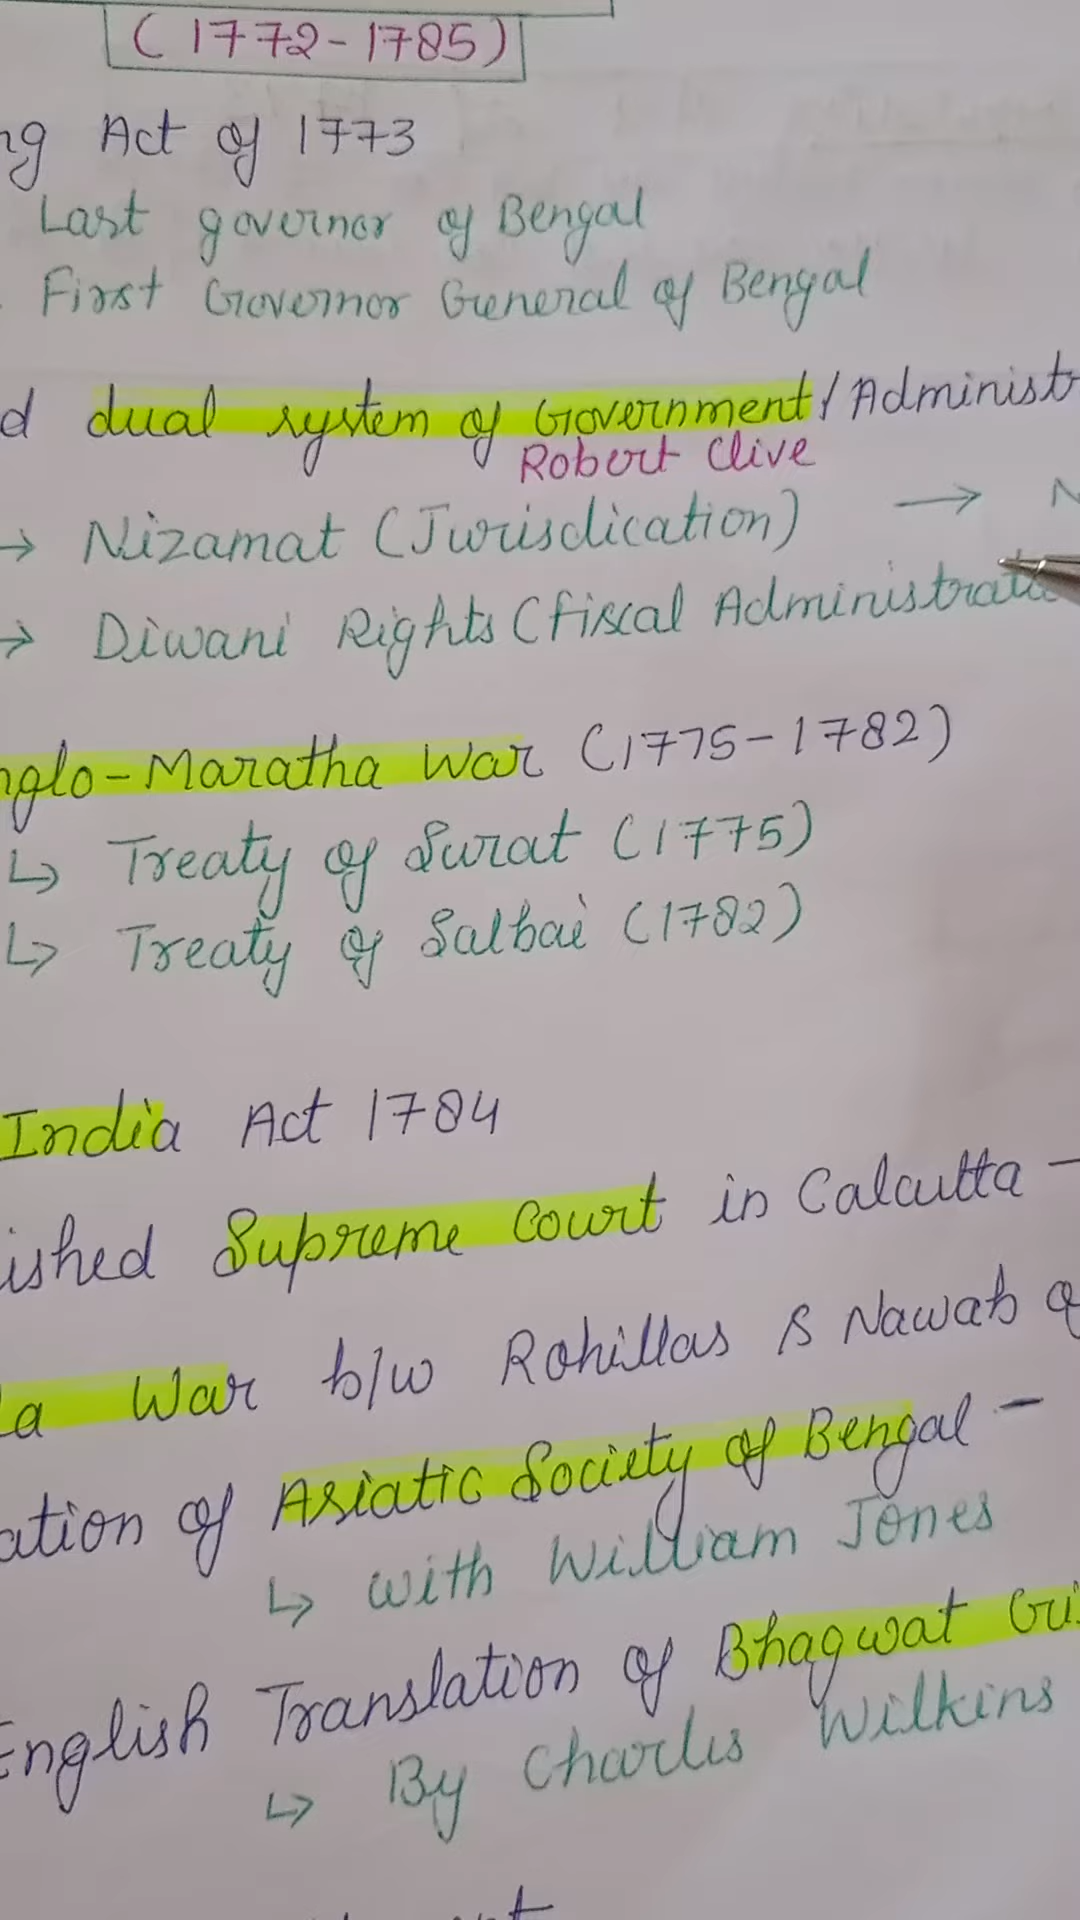 (1772-1785)
ng Act of 1773
Last governor of Bengal
First Governor General of Bengal
d dual system of Government/Administ
Robert Clive
→ Nizamat (Jurisdication) → N
→ Diwani Rights (fiscal Administrat
nglo-Maratha War (1775-1782)
↳ Treaty of Surat (1775)
↳ Treaty of Salbai (1782)
India Act 1784
ished Supreme Court in Calcutta -
la War b/w Rohillas & Nawab o
ation of Asiatic Society of Bengal -
↳ with William Jones
English Translation of Bhagwat Gi
↳ By Charles Wilkins